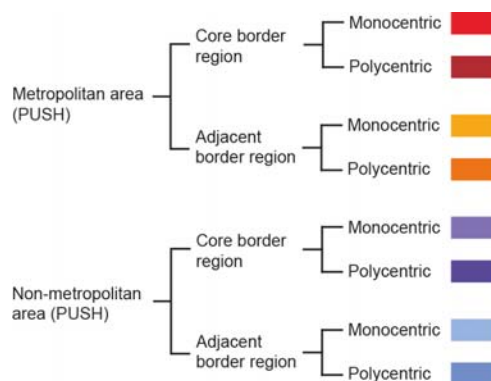 Metropolitan area
(PUSH)
Core border
region
Monocentric
Polycentric
Adjacent
border region
Monocentric
Polycentric
Non-metropolitan
area (PUSH)
Core border
region
Monocentric
Polycentric
Adjacent
border region
Monocentric
Polycentric